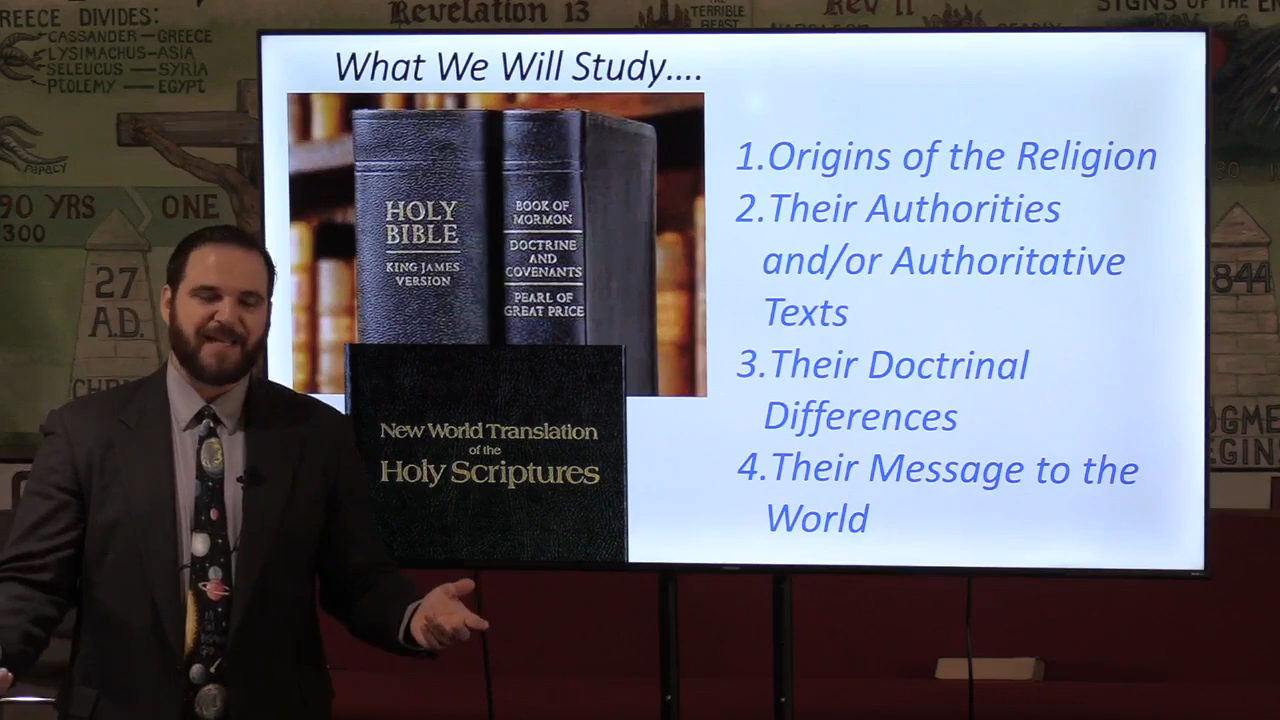 REECE DIVIDES:
CASSANDER—GREECE
LYSIMACHUS-ASIA
SELEUCUS — SYRIA
PTOLEMY — EGYPT
PAPACY
90 YRS
ONE
300
27
A.D.
Revelation 13
TERRIBLE
BEAST
Rev 11
SIGNS OF THE
What We Will Study....
HOLY
BIBLE
KING JAMES
VERSION
BOOK OF
MORMON
DOCTRINE
AND
COVENANTS
PEARL OF
GREAT PRICE
New World Translation
of the
Holy Scriptures
1.Origins of the Religion
2.Their Authorities
and/or Authoritative
Texts
3.Their Doctrinal
Differences
4.Their Message to the
World
844